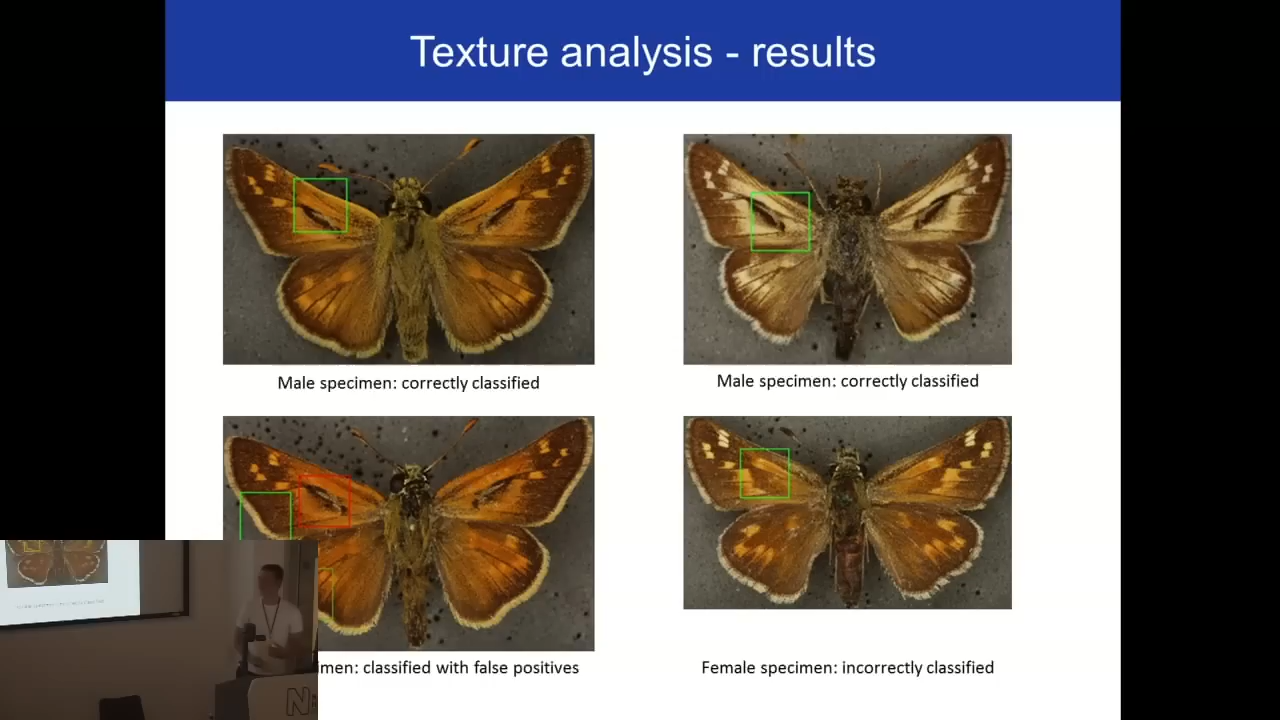 Texture analysis - results
Male specimen: correctly classified
Male specimen: correctly classified
imen: classified with false positives
Female specimen: incorrectly classified
N